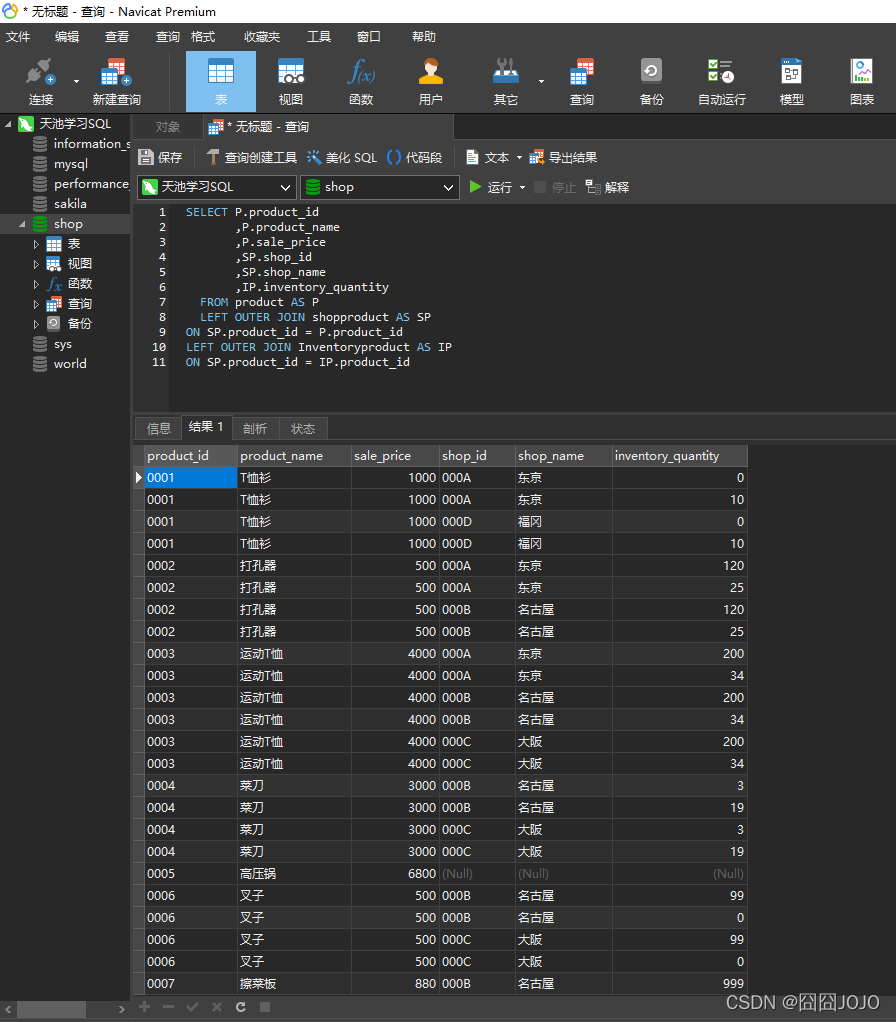 * 无标题 - 查询 - Navicat Premium
文件 编辑 查看 查询 格式 收藏夹 工具 窗口 帮助
连接 新建查询 表 视图 函数 用户 其它 查询 备份 自动运行 模型 图表
天池学习SQL
information_s
mysql
performance_
sakila
shop
表
视图
函数
查询
备份
sys
world
对象 * 无标题 - 查询
保存 查询创建工具 美化 SQL 代码段 文本 导出结果
天池学习SQL shop 运行 停止 解释
1 SELECT P.product_id
2 ,P.product_name
3 ,P.sale_price
4 ,SP.shop_id
5 ,SP.shop_name
6 ,IP.inventory_quantity
7 FROM product AS P
8 LEFT OUTER JOIN shopproduct AS SP
9 ON SP.product_id = P.product_id
10 LEFT OUTER JOIN Inventoryproduct AS IP
11 ON SP.product_id = IP.product_id
信息 结果 1 剖析 状态
product_id product_name sale_price shop_id shop_name inventory_quantity
0001 T恤衫 1000 000A 东京 0
0001 T恤衫 1000 000A 东京 10
0001 T恤衫 1000 000D 福冈 0
0001 T恤衫 1000 000D 福冈 10
0002 打孔器 500 000A 东京 120
0002 打孔器 500 000A 东京 25
0002 打孔器 500 000B 名古屋 120
0002 打孔器 500 000B 名古屋 25
0003 运动T恤 4000 000A 东京 200
0003 运动T恤 4000 000A 东京 34
0003 运动T恤 4000 000B 名古屋 200
0003 运动T恤 4000 000B 名古屋 34
0003 运动T恤 4000 000C 大阪 200
0003 运动T恤 4000 000C 大阪 34
0004 菜刀 3000 000B 名古屋 3
0004 菜刀 3000 000B 名古屋 19
0004 菜刀 3000 000C 大阪 3
0004 菜刀 3000 000C 大阪 19
0005 高压锅 6800 (Null) (Null) (Null)
0006 叉子 500 000B 名古屋 99
0006 叉子 500 000B 名古屋 0
0006 叉子 500 000C 大阪 99
0006 叉子 500 000C 大阪 0
0007 擦菜板 880 000B 名古屋 999
CSDN @囧囧JOJO